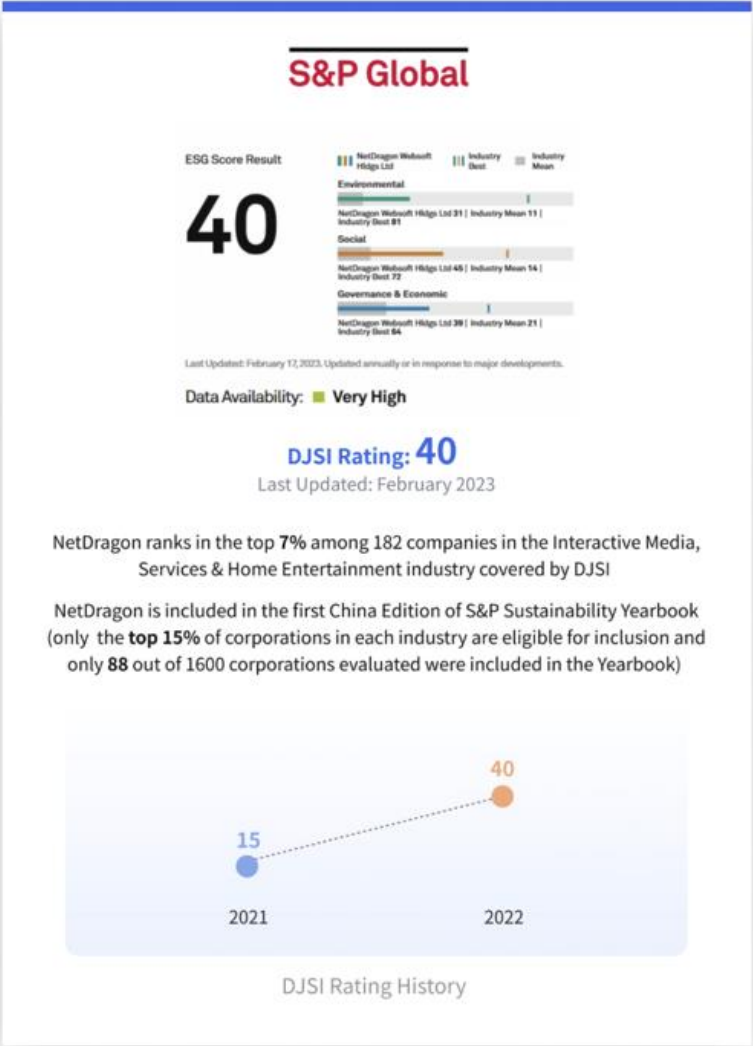 S&P Global
ESG Score Result
40
NetDragon Websoft
Hldgs Ltd
Industry
Best
Industry
Mean
Environmental
NetDragon Websoft Hldgs Ltd 31 | Industry Mean 11 |
Industry Best 81
Social
NetDragon Websoft Hldgs Ltd 45 | Industry Mean 14 |
Industry Best 72
Governance & Economic
NetDragon Websoft Hldgs Ltd 39 | Industry Mean 21 |
Industry Best 64
Last Updated: February 17, 2023. Updated annually or in response to major developments.
Data Availability: Very High
DJSI Rating: 40
Last Updated: February 2023
NetDragon ranks in the top 7% among 182 companies in the Interactive Media,
Services & Home Entertainment industry covered by DJSI
NetDragon is included in the first China Edition of S&P Sustainability Yearbook
(only the top 15% of corporations in each industry are eligible for inclusion and
only 88 out of 1600 corporations evaluated were included in the Yearbook)
40
15
2021
2022
DJSI Rating History